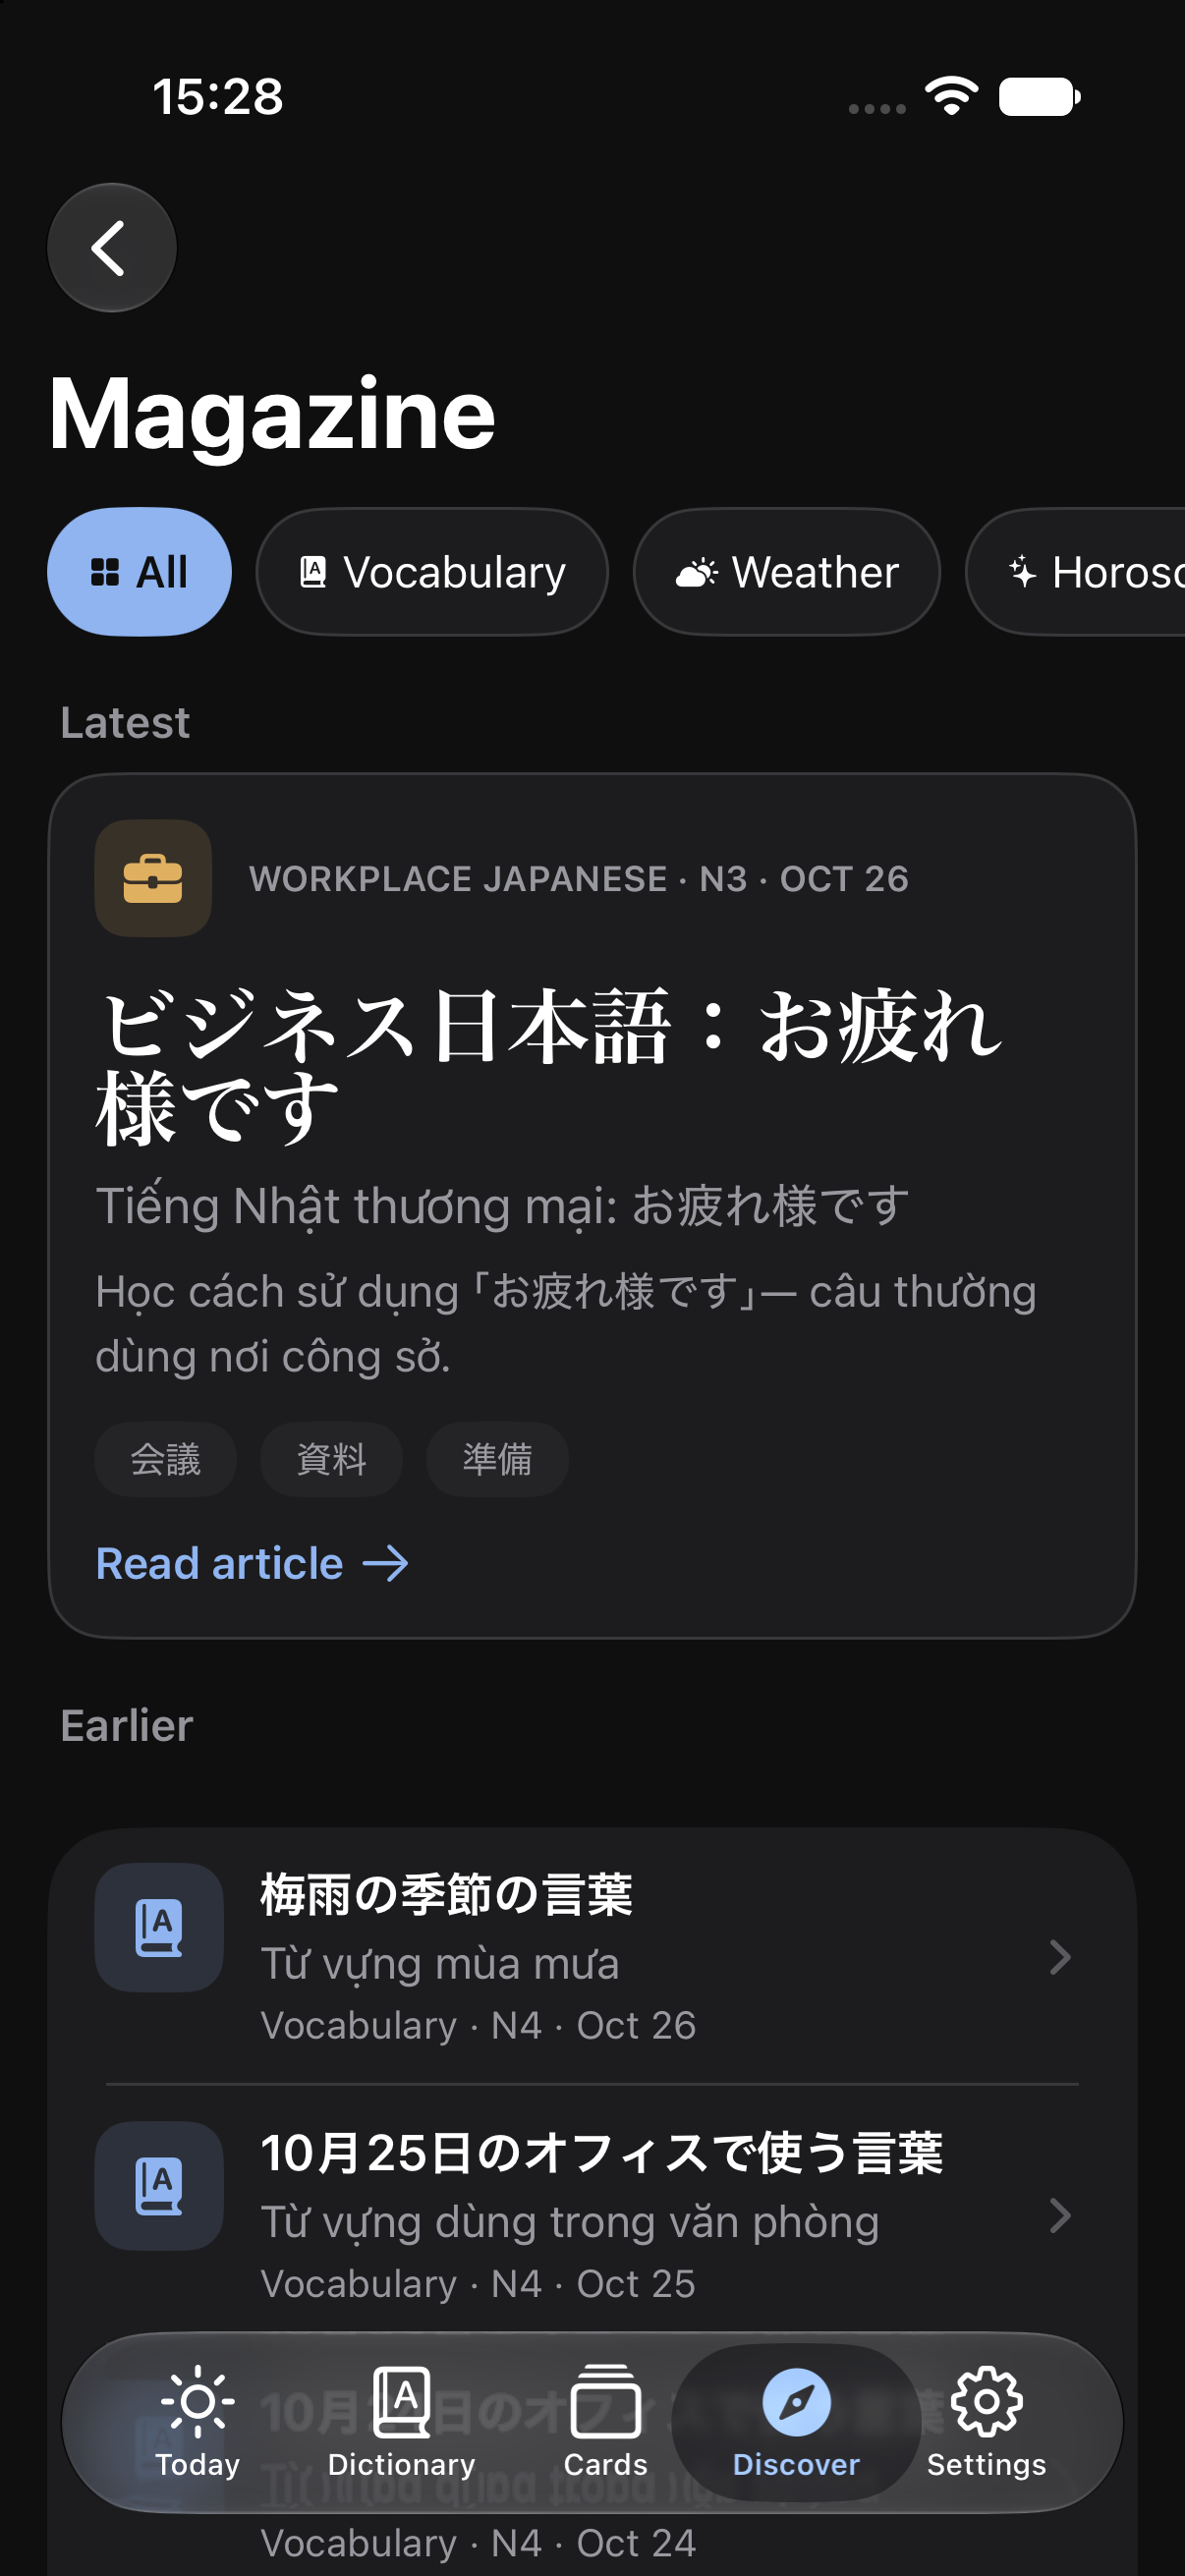 15:28
Magazine
All
Vocabulary
Weather
Horosc
Latest
WORKPLACE JAPANESE · N3 · OCT 26
ビジネス日本語：お疲れ
様です
Tiếng Nhật thương mại: お疲れ様です
Học cách sử dụng「お疲れ様です」— câu thường
dùng nơi công sở.
会議 資料 準備
Read article
Earlier
梅雨の季節の言葉
Từ vựng mùa mưa
Vocabulary · N4 · Oct 26
10月25日のオフィスで使う言葉
Từ vựng dùng trong văn phòng
Vocabulary · N4 · Oct 25
Today
Dictionary
Cards
Discover
Settings
Vocabulary · N4 · Oct 24